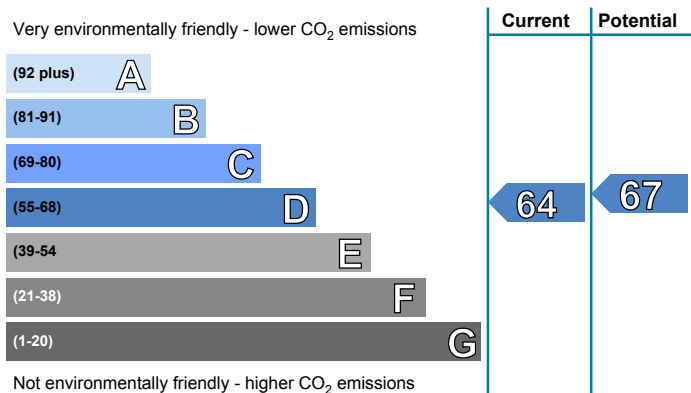 Very environmentally friendly - lower CO2 emissions
Current
Potential
(92 plus) A
(81-91) B
(69-80) C
(55-68) D
(39-54 E
(21-38) F
(1-20) G
64
67
Not environmentally friendly - higher CO2 emissions